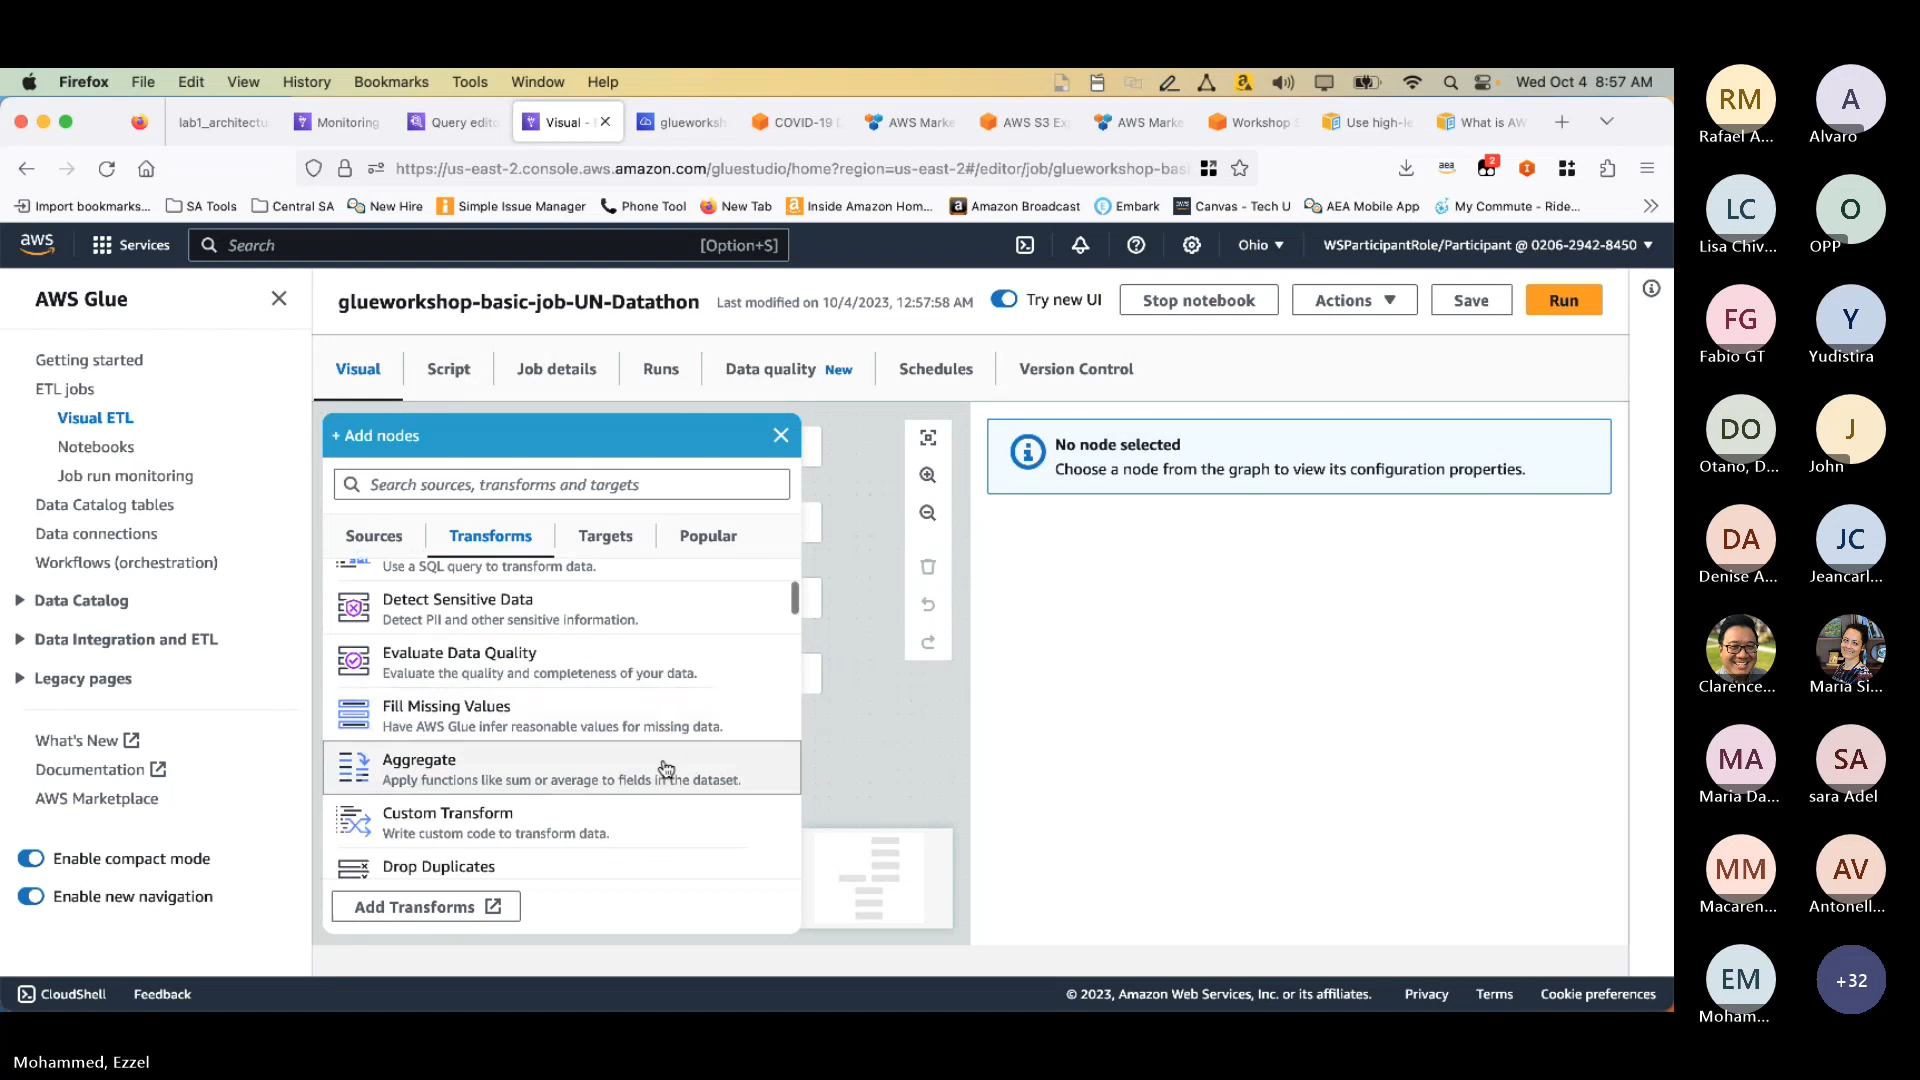 Firefox File Edit View History Bookmarks Tools Window Help Wed Oct 4 8:57 AM
lab1_architectu Monitoring Query edito Visual - glueworksh COVID-19 AWS Marke AWS S3 Ex AWS Marke Workshop Use high-le What is AW
https://us-east-2.console.aws.amazon.com/gluestudio/home?region=us-east-2#/editor/job/glueworkshop-bas aea 2
Import bookmarks... SA Tools Central SA New Hire Simple Issue Manager Phone Tool New Tab Inside Amazon Hom... Amazon Broadcast Embark Canvas - Tech U AEA Mobile App My Commute - Ride...
aws Services Search [Option+S] Ohio WSParticipantRole/Participant @ 0206-2942-8450
AWS Glue
Getting started
ETL jobs
Visual ETL
Notebooks
Job run monitoring
Data Catalog tables
Data connections
Workflows (orchestration)
Data Catalog
Data Integration and ETL
Legacy pages
What's New
Documentation
AWS Marketplace
Enable compact mode
Enable new navigation
glueworkshop-basic-job-UN-Datathon Last modified on 10/4/2023, 12:57:58 AM Try new UI Stop notebook Actions Save Run
Visual Script Job details Runs Data quality New Schedules Version Control
+ Add nodes
Search sources, transforms and targets
Sources Transforms Targets Popular
Use a SQL query to transform data.
Detect Sensitive Data
Detect PII and other sensitive information.
Evaluate Data Quality
Evaluate the quality and completeness of your data.
Fill Missing Values
Have AWS Glue infer reasonable values for missing data.
Aggregate
Apply functions like sum or average to fields in the dataset.
Custom Transform
Write custom code to transform data.
Drop Duplicates
Add Transforms
No node selected
Choose a node from the graph to view its configuration properties.
CloudShell Feedback © 2023, Amazon Web Services, Inc. or its affiliates. Privacy Terms Cookie preferences
RM A
Rafael A... Alvaro
LC O
Lisa Chiv... OPP
FG Y
Fabio GT Yudistira
DO J
Otano, D... John
DA JC
Denise A... Jeancarl...
Clarence... Maria Si...
MA SA
Maria Da... sara Adel
MM AV
Macaren... Antonell...
EM +32
Moham...
Mohammed, Ezzel